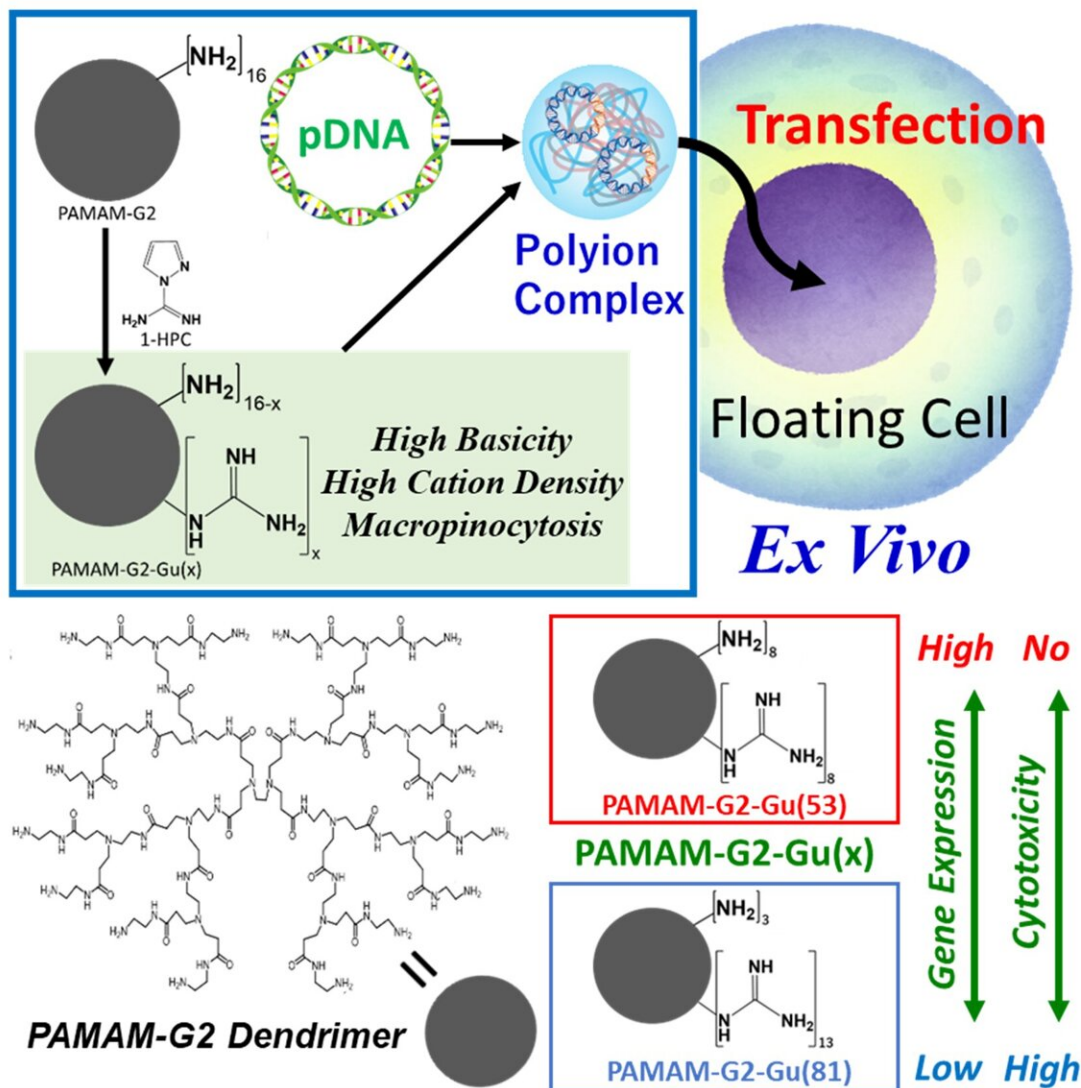 [NH2]16
PAMAM-G2
pDNA
N
N
H2N
NH
1-HPC
Polyion
Complex
Transfection
Floating Cell
Ex Vivo
[NH2]16-x
NH
N
H
NH2
x
PAMAM-G2-Gu(x)
High Basicity
High Cation Density
Macropinocytosis
PAMAM-G2 Dendrimer
[NH2]8
NH
N
H
NH2
8
PAMAM-G2-Gu(53)
PAMAM-G2-Gu(x)
[NH2]3
NH
N
H
NH2
13
PAMAM-G2-Gu(81)
High No
Gene Expression
Cytotoxicity
Low High